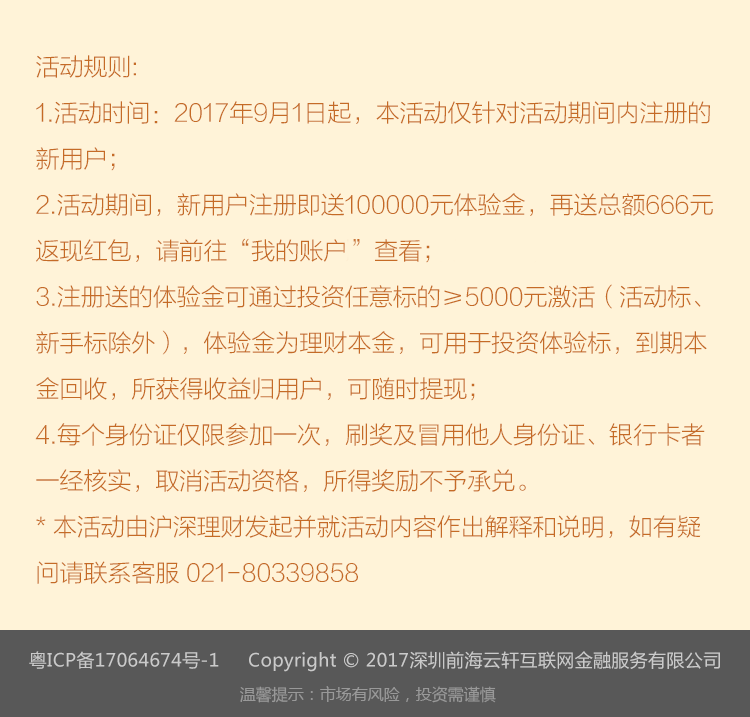 活动规则:
1.活动时间：2017年9月1日起，本活动仅针对活动期间内注册的
新用户；
2.活动期间，新用户注册即送100000元体验金，再送总额666元
返现红包，请前往“我的账户”查看；
3.注册送的体验金可通过投资任意标的≥5000元激活（活动标、
新手标除外），体验金为理财本金，可用于投资体验标，到期本
金回收，所获得收益归用户，可随时提现；
4.每个身份证仅限参加一次，刷奖及冒用他人身份证、银行卡者
一经核实，取消活动资格，所得奖励不予承兑。
* 本活动由沪深理财发起并就活动内容作出解释和说明，如有疑
问请联系客服 021-80339858
粤ICP备17064674号-1 Copyright © 2017深圳前海云轩互联网金融服务有限公司
温馨提示：市场有风险，投资需谨慎